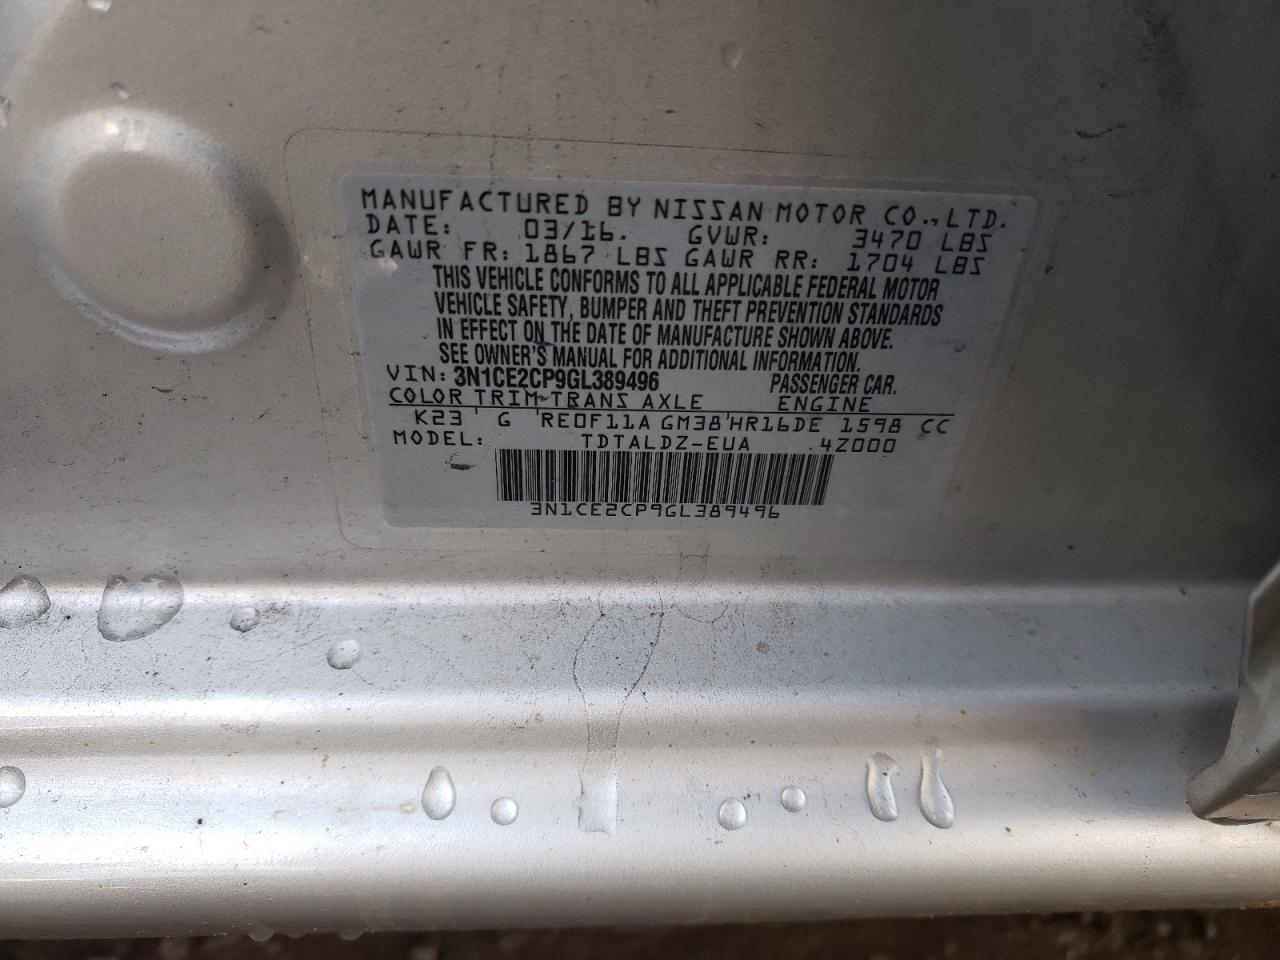 MANUFACTURED BY NISSAN MOTOR CO., LTD.
DATE: 03/16. GVWR: 3470 LBS
GAWR FR: 1867 LBS GAWR RR: 1704 LBS
THIS VEHICLE CONFORMS TO ALL APPLICABLE FEDERAL MOTOR
VEHICLE SAFETY, BUMPER AND THEFT PREVENTION STANDARDS
IN EFFECT ON THE DATE OF MANUFACTURE SHOWN ABOVE.
SEE OWNER'S MANUAL FOR ADDITIONAL INFORMATION.
VIN: 3N1CE2CP9GL389496 PASSENGER CAR.
COLOR TRIM TRANS AXLE ENGINE
K23 G RE0F11A GM38 HR16DE 1598 CC
MODEL: TDTALDZ-EUA 4Z000
3N1CE2CP9GL389496